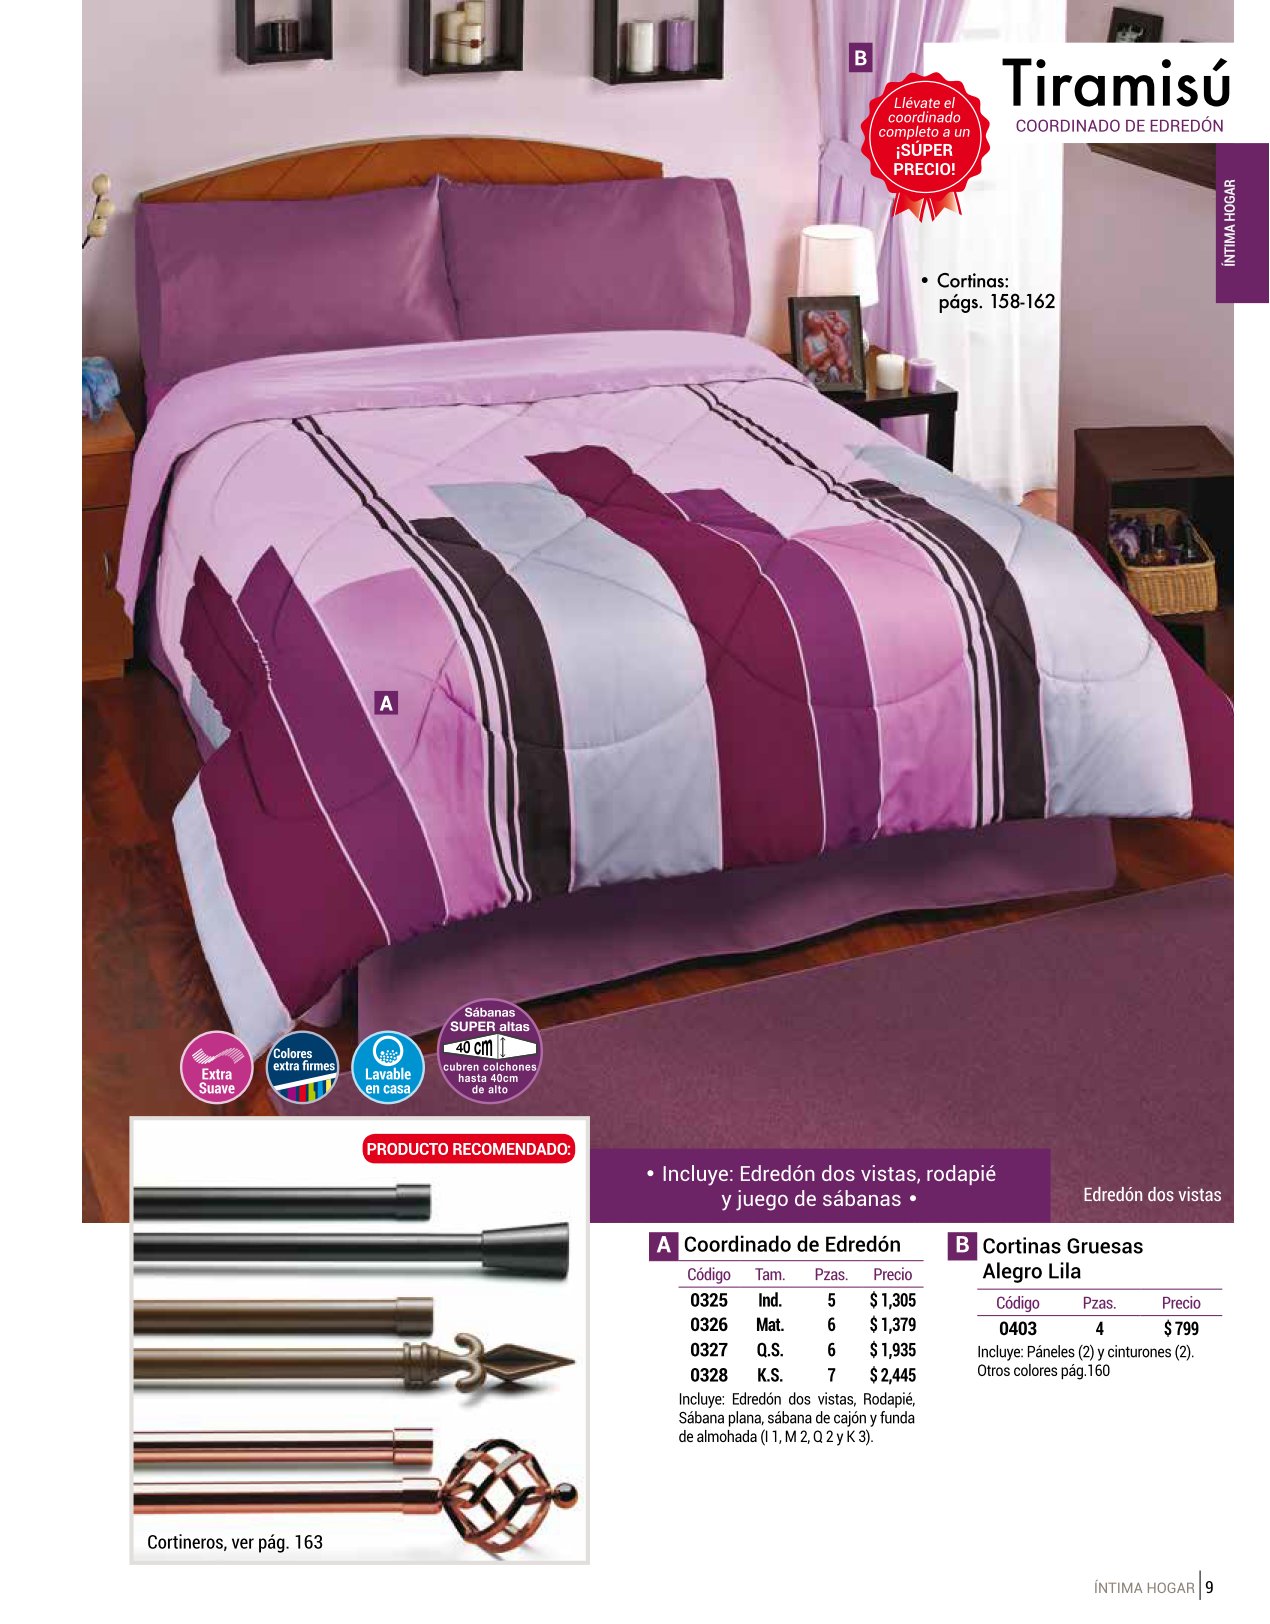 B
Tiramisú
COORDINADO DE EDREDÓN
Llévate el
coordinado
completo a un
¡SÚPER
PRECIO!
ÍNTIMA HOGAR
• Cortinas:
págs. 158-162
A
Extra
Suave
Colores
extra firmes
Lavable
en casa
Sábanas
SUPER altas
40 cm
cubren colchones
hasta 40cm
de alto
PRODUCTO RECOMENDADO:
Cortineros, ver pág. 163
• Incluye: Edredón dos vistas, rodapié
y juego de sábanas •
Edredón dos vistas
A Coordinado de Edredón
Código Tam. Pzas. Precio
0325 Ind. 5 $ 1,305
0326 Mat. 6 $ 1,379
0327 Q.S. 6 $ 1,935
0328 K.S. 7 $ 2,445
Incluye: Edredón dos vistas, Rodapié,
Sábana plana, sábana de cajón y funda
de almohada (I 1, M 2, Q 2 y K 3).
B Cortinas Gruesas
Alegro Lila
Código Pzas. Precio
0403 4 $ 799
Incluye: Páneles (2) y cinturones (2).
Otros colores pág.160
ÍNTIMA HOGAR 9